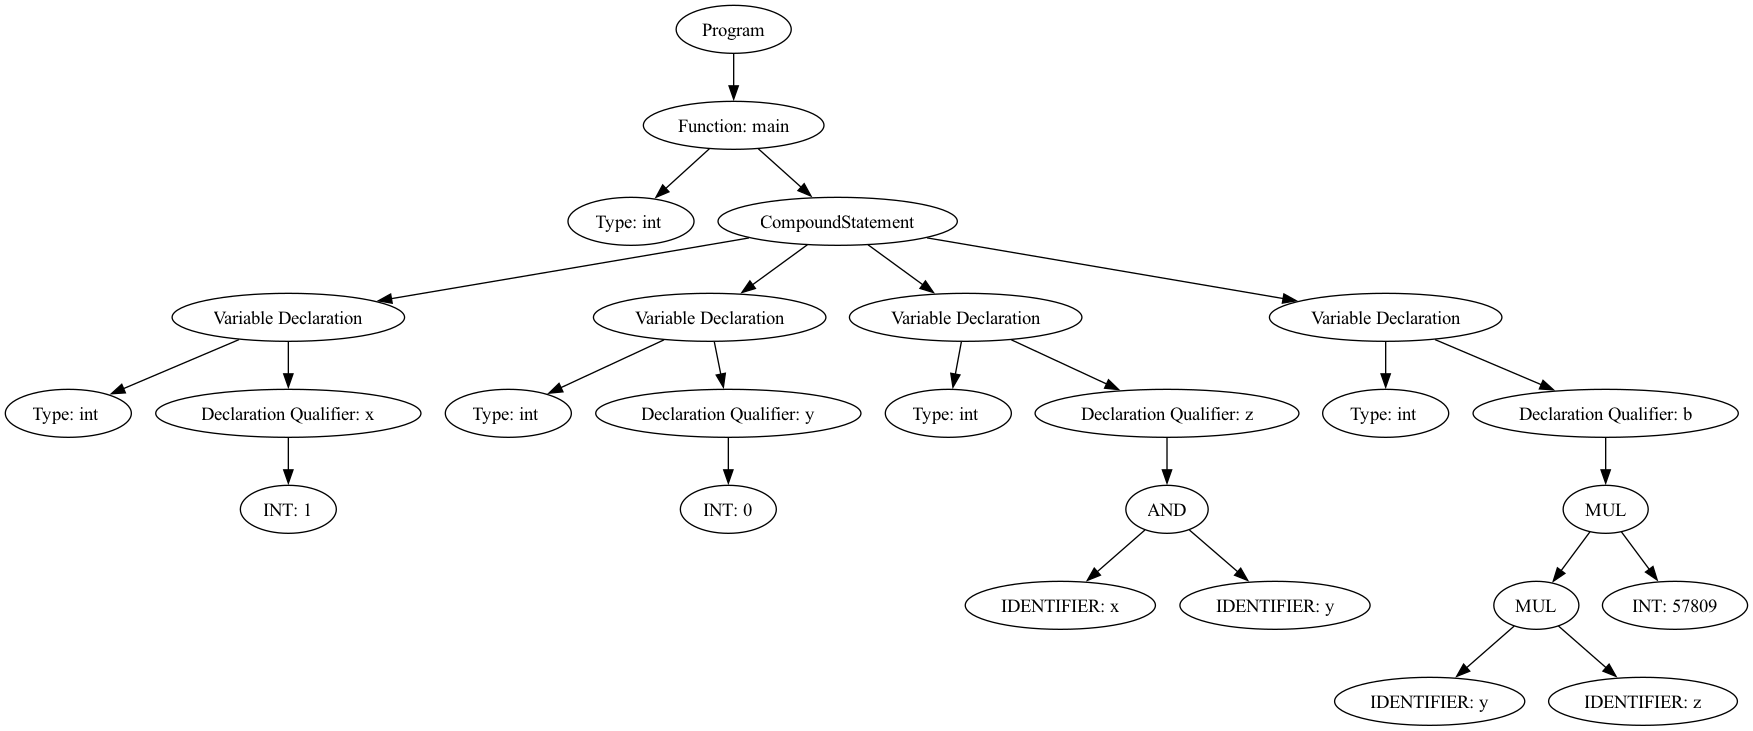 Program
Function: main
Type: int
CompoundStatement
Variable Declaration
Variable Declaration
Variable Declaration
Variable Declaration
Type: int
Declaration Qualifier: x
Type: int
Declaration Qualifier: y
Type: int
Declaration Qualifier: z
Type: int
Declaration Qualifier: b
INT: 1
INT: 0
AND
MUL
IDENTIFIER: x
IDENTIFIER: y
MUL
INT: 57809
IDENTIFIER: y
IDENTIFIER: z